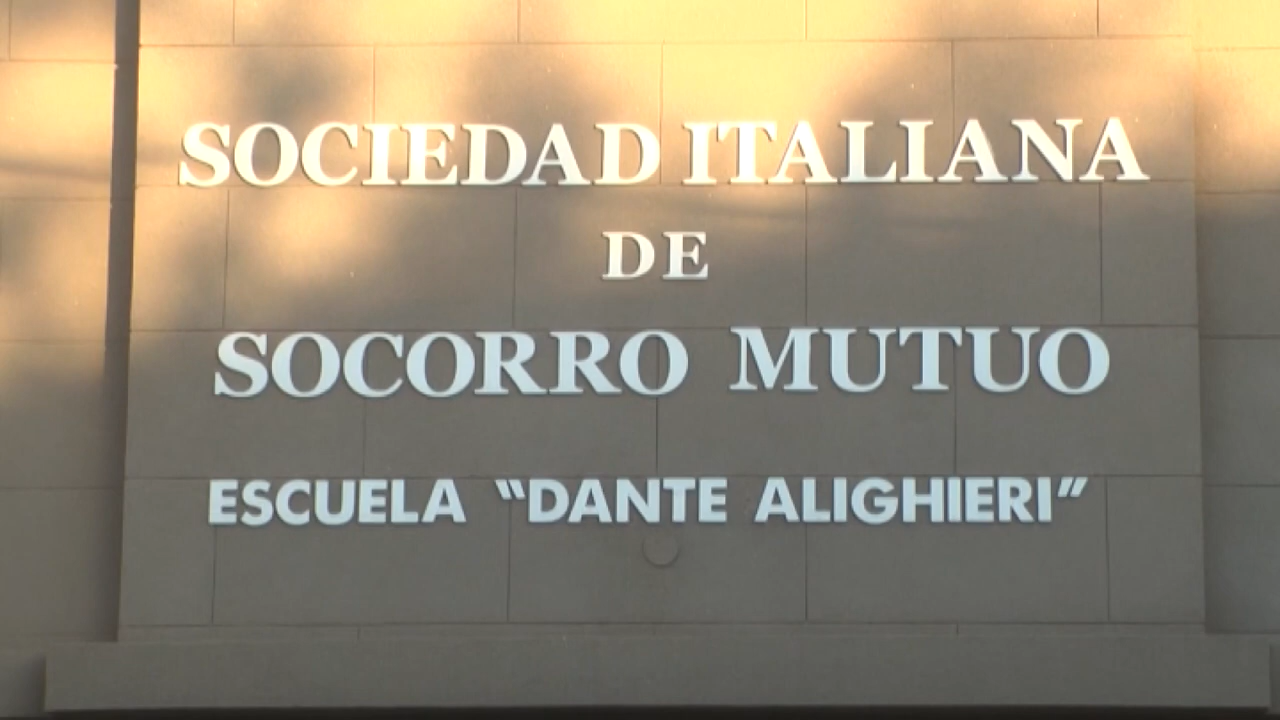 SOCIEDAD ITALIANA
DE
SOCORRO MUTUO
ESCUELA "DANTE ALIGHIERI"